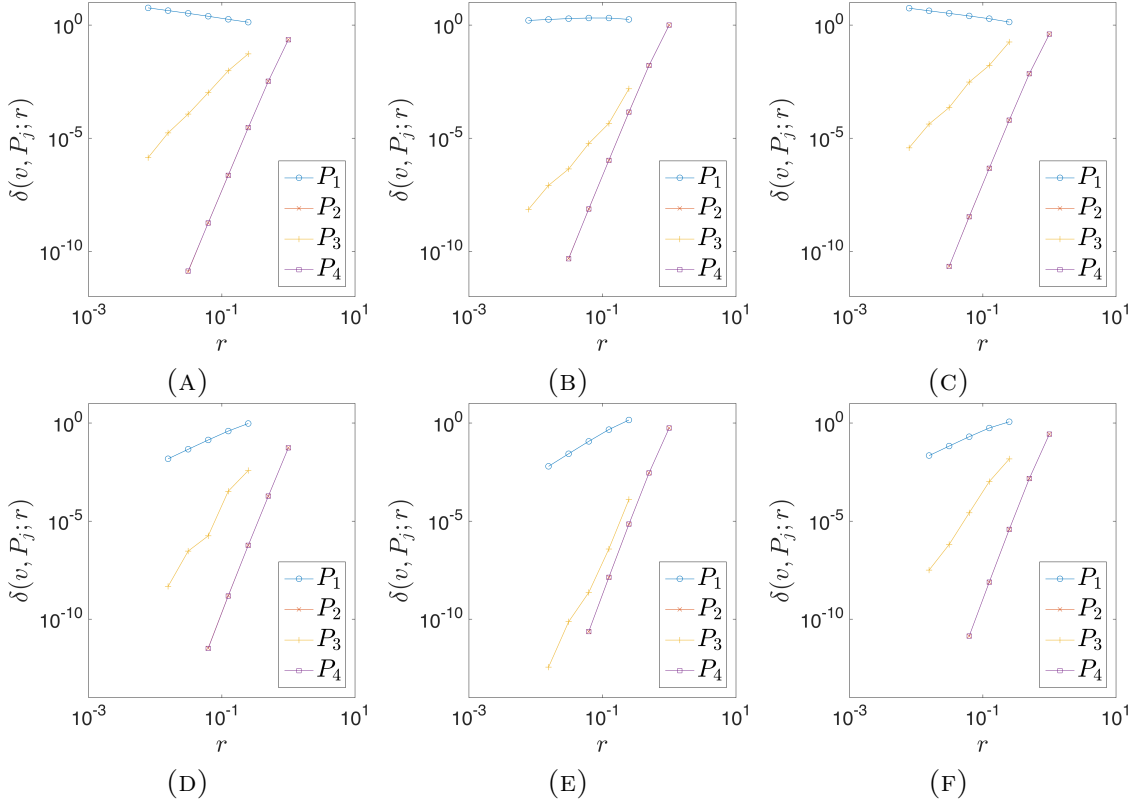 10^0
10^-5
10^-10
δ(v, P_j; r)
P_1
P_2
P_3
P_4
10^-3
10^-1
10^1
r
(A)
10^0
10^-5
10^-10
δ(v, P_j; r)
P_1
P_2
P_3
P_4
10^-3
10^-1
10^1
r
(B)
10^0
10^-5
10^-10
δ(v, P_j; r)
P_1
P_2
P_3
P_4
10^-3
10^-1
10^1
r
(C)
10^0
10^-5
10^-10
δ(v, P_j; r)
P_1
P_2
P_3
P_4
10^-3
10^-1
10^1
r
(D)
10^0
10^-5
10^-10
δ(v, P_j; r)
P_1
P_2
P_3
P_4
10^-3
10^-1
10^1
r
(E)
10^0
10^-5
10^-10
δ(v, P_j; r)
P_1
P_2
P_3
P_4
10^-3
10^-1
10^1
r
(F)